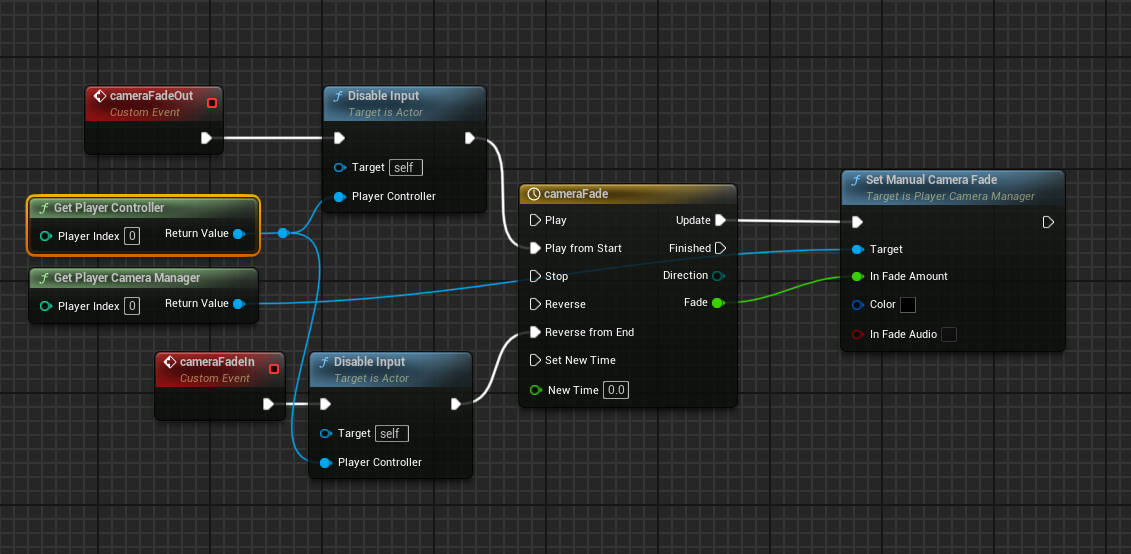 cameraFadeOut
Custom Event
f Disable Input
Target is Actor
Target self
Player Controller
f Get Player Controller
Player Index 0 Return Value
f Get Player Camera Manager
Player Index 0 Return Value
cameraFadeIn
Custom Event
f Disable Input
Target is Actor
Target self
Player Controller
cameraFade
Play Update
Play from Start Finished
Stop Direction
Reverse Fade
Reverse from End
Set New Time
New Time 0.0
f Set Manual Camera Fade
Target is Player Camera Manager
Target
In Fade Amount
Color
In Fade Audio